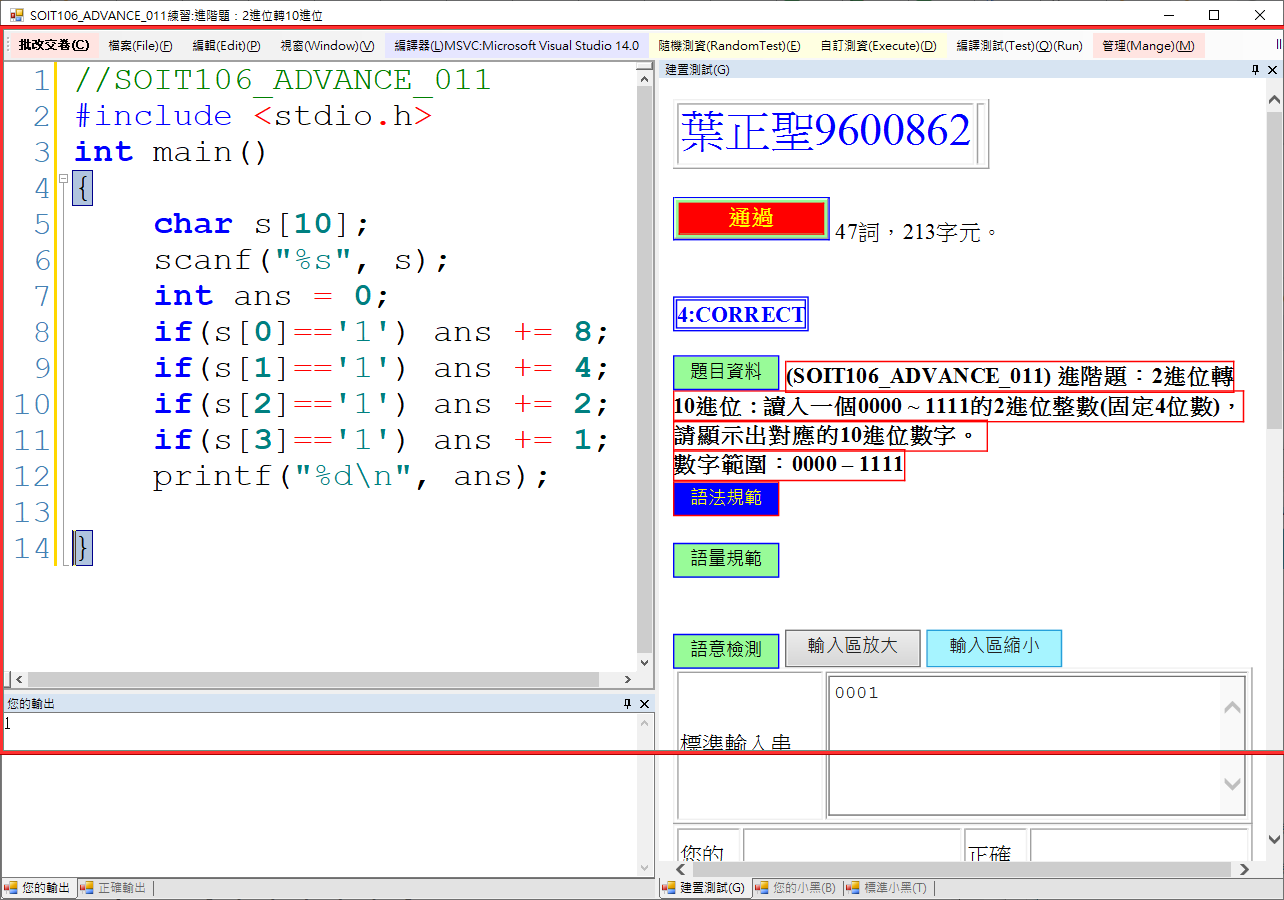 SOIT106_ADVANCE_011練習:進階題：2進位轉10進位
批改交卷(C) 檔案(File)(F) 編輯(Edit)(P) 視窗(Window)(V) 編譯器(L)MSVC:Microsoft Visual Studio 14.0 隨機測資(RandomTest)(E) 自訂測資(Execute)(D) 編譯測試(Test)(Q)(Run) 管理(Mange)(M)
1 //SOIT106_ADVANCE_011
2 #include <stdio.h>
3 int main()
4 {
5 char s[10];
6 scanf("%s", s);
7 int ans = 0;
8 if(s[0]=='1') ans += 8;
9 if(s[1]=='1') ans += 4;
10 if(s[2]=='1') ans += 2;
11 if(s[3]=='1') ans += 1;
12 printf("%d\n", ans);
13
14 }
您的輸出
1
您的輸出 正確輸出
建置測試(G)
葉正聖9600862
通過 47詞，213字元。
4:CORRECT
題目資料 (SOIT106_ADVANCE_011) 進階題：2進位轉
10進位：讀入一個0000 ~ 1111的2進位整數(固定4位數)，
請顯示出對應的10進位數字。
數字範圍：0000 – 1111
語法規範
語量規範
語意檢測 輸入區放大 輸入區縮小
標準輸入串 0001
您的 正確
建置測試(G) 您的小黑(B) 標準小黑(T)